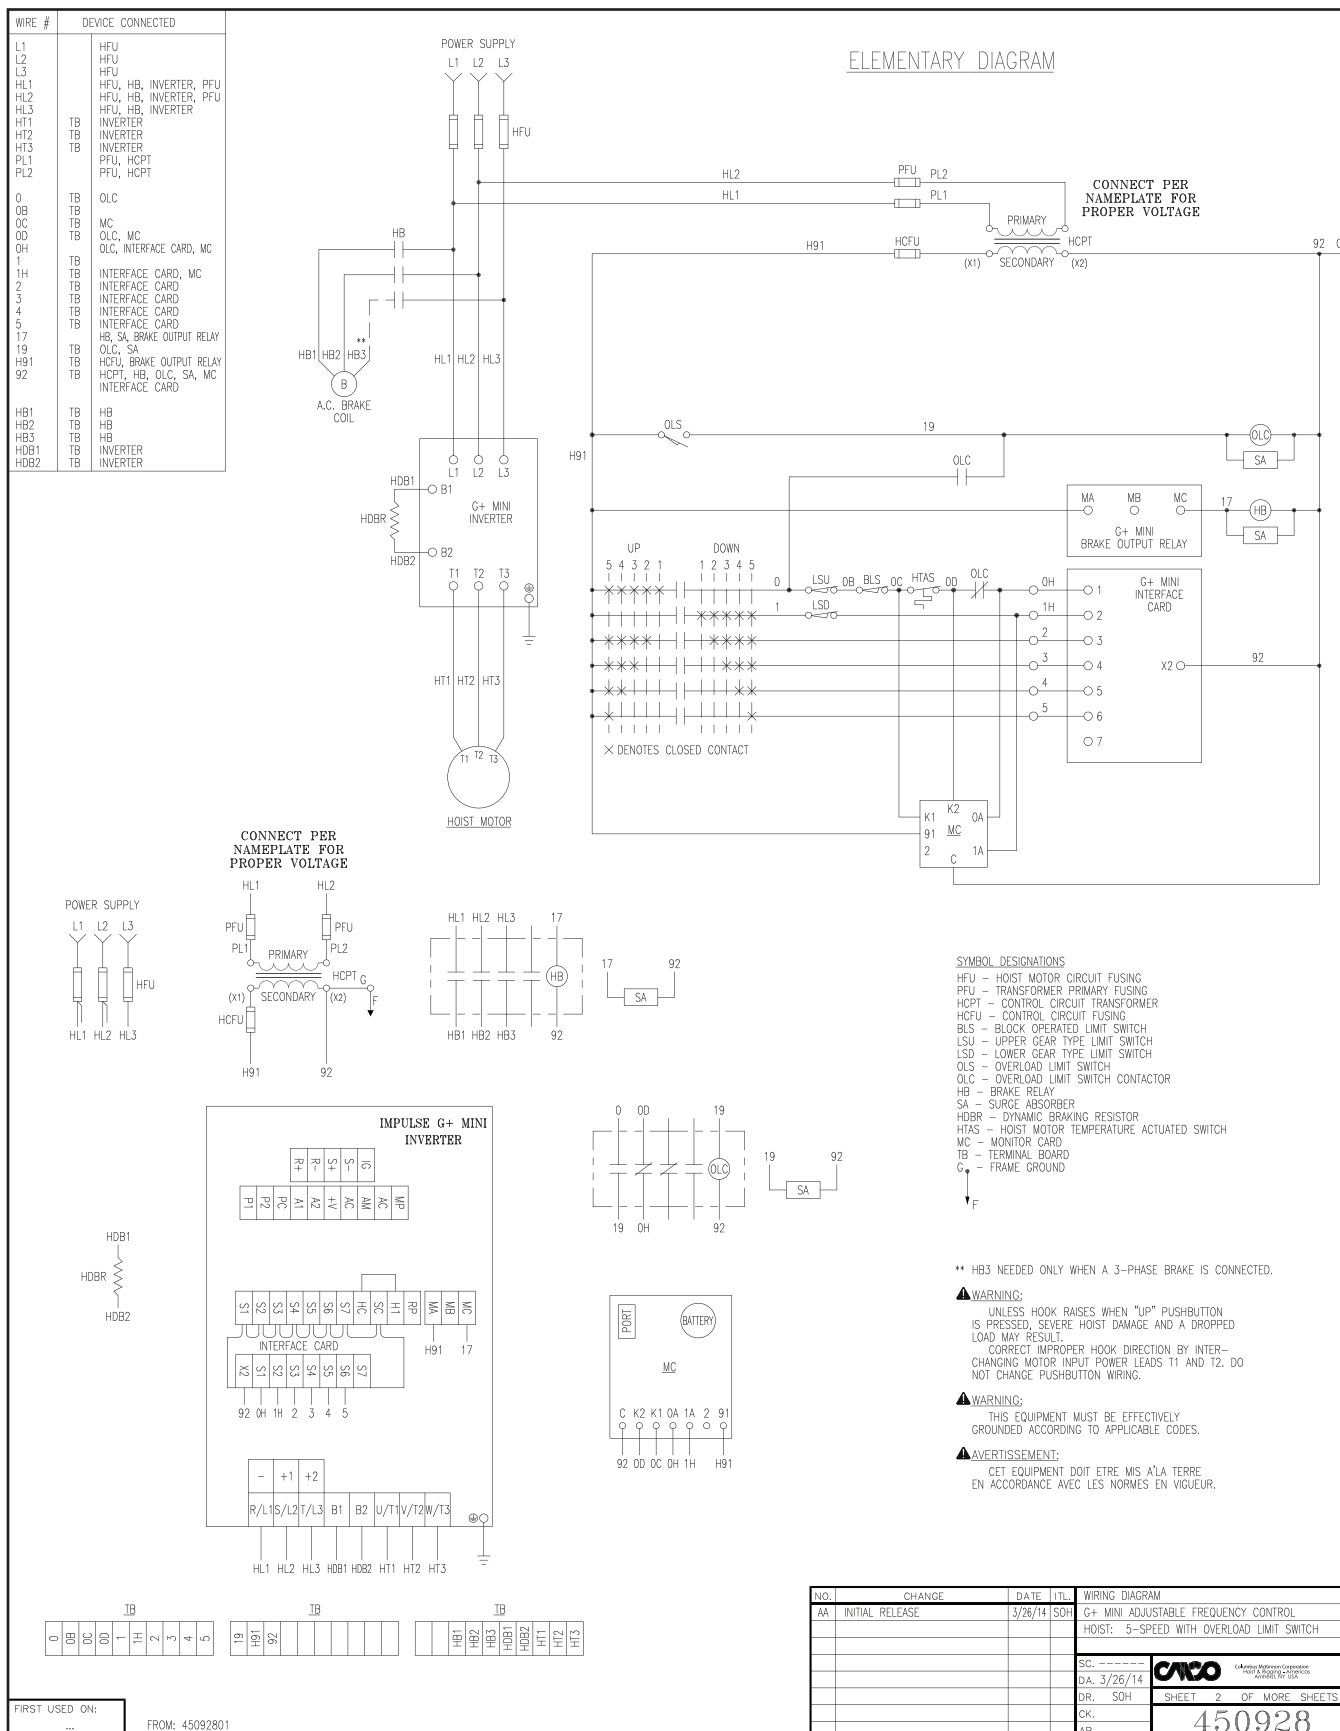 WIRE # DEVICE CONNECTED
L1 HFU
L2 HFU
L3 HFU
HL1 HFU, HB, INVERTER, PFU
HL2 HFU, HB, INVERTER, PFU
HL3 HFU, HB, INVERTER
HT1 TB INVERTER
HT2 TB INVERTER
HT3 TB INVERTER
PL1 PFU, HCPT
PL2 PFU, HCPT
0 TB OLC
0B TB
0C TB MC
0D TB OLC, MC
0H OLC, INTERFACE CARD, MC
1 TB
1H TB INTERFACE CARD, MC
2 TB INTERFACE CARD
3 TB INTERFACE CARD
4 TB INTERFACE CARD
5 TB INTERFACE CARD
17 HB, SA, BRAKE OUTPUT RELAY
19 TB OLC, SA
H91 TB HCFU, BRAKE OUTPUT RELAY
92 TB HCPT, HB, OLC, SA, MC
INTERFACE CARD
HB1 TB HB
HB2 TB HB
HB3 TB HB
HDB1 TB INVERTER
HDB2 TB INVERTER
ELEMENTARY DIAGRAM
POWER SUPPLY
L1 L2 L3
HFU
HL2 PFU PL2
HL1 PL1
CONNECT PER
NAMEPLATE FOR
PROPER VOLTAGE
PRIMARY
HCPT
H91 HCFU
(X1) SECONDARY (X2)
92
HB
**
HB1 HB2 HB3
B
A.C. BRAKE
COIL
HL1 HL2 HL3
L1 L2 L3
HDB1 B1
G+ MINI
INVERTER
HDBR
HDB2 B2
T1 T2 T3
HT1 HT2 HT3
T1 T2 T3
HOIST MOTOR
H91
OLS 19 OLC
SA
OLC
MA MB MC
G+ MINI
BRAKE OUTPUT RELAY
17 HB
SA
UP DOWN
5 4 3 2 1 1 2 3 4 5
0 LSU 0B BLS 0C HTAS 0D OLC 0H 1
1 LSD 1H 2
2 3
3 4
4 5
5 6
7
G+ MINI
INTERFACE
CARD
X2 92
X DENOTES CLOSED CONTACT
K1 K2 0A
91 MC
2 C 1A
CONNECT PER
NAMEPLATE FOR
PROPER VOLTAGE
HL1 HL2
PFU PFU
PL1 PL2
PRIMARY
HCPT
(X1) SECONDARY (X2)
G
F
HCFU
H91 92
POWER SUPPLY
L1 L2 L3
HFU
HL1 HL2 HL3
HL1 HL2 HL3 17
HB
HB1 HB2 HB3 92
17 92
SA
SYMBOL DESIGNATIONS
HFU – HOIST MOTOR CIRCUIT FUSING
PFU – TRANSFORMER PRIMARY FUSING
HCPT – CONTROL CIRCUIT TRANSFORMER
HCFU – CONTROL CIRCUIT FUSING
BLS – BLOCK OPERATED LIMIT SWITCH
LSU – UPPER GEAR TYPE LIMIT SWITCH
LSD – LOWER GEAR TYPE LIMIT SWITCH
OLS – OVERLOAD LIMIT SWITCH
OLC – OVERLOAD LIMIT SWITCH CONTACTOR
HB – BRAKE RELAY
SA – SURGE ABSORBER
HDBR – DYNAMIC BRAKING RESISTOR
HTAS – HOIST MOTOR TEMPERATURE ACTUATED SWITCH
MC – MONITOR CARD
TB – TERMINAL BOARD
G – FRAME GROUND
F
IMPULSE G+ MINI
INVERTER
R+ R- S+ S- IG
P1 P2 PC A1 A2 +V AC AM AC MP
S1 S2 S3 S4 S5 S6 S7 HC SC H1 RP MA MB MC
INTERFACE CARD
H91 17
X2 S1 S2 S3 S4 S5 S6 S7
92 0H 1H 2 3 4 5
– +1 +2
R/L1 S/L2 T/L3 B1 B2 U/T1 V/T2 W/T3
HL1 HL2 HL3 HDB1 HDB2 HT1 HT2 HT3
HDB1
HDBR
HDB2
0 0D 19
OLC
19 0H 92
19 92
SA
PORT BATTERY
MC
C K2 K1 0A 1A 2 91
92 0D 0C 0H 1H H91
** HB3 NEEDED ONLY WHEN A 3-PHASE BRAKE IS CONNECTED.
WARNING:
UNLESS HOOK RAISES WHEN "UP" PUSHBUTTON
IS PRESSED, SEVERE HOIST DAMAGE AND A DROPPED
LOAD MAY RESULT.
CORRECT IMPROPER HOOK DIRECTION BY INTER–
CHANGING MOTOR INPUT POWER LEADS T1 AND T2. DO
NOT CHANGE PUSHBUTTON WIRING.
WARNING:
THIS EQUIPMENT MUST BE EFFECTIVELY
GROUNDED ACCORDING TO APPLICABLE CODES.
AVERTISSEMENT:
CET EQUIPMENT DOIT ETRE MIS A'LA TERRE
EN ACCORDANCE AVEC LES NORMES EN VIGUEUR.
TB TB TB
0 0B 0C 0D 1 1H 2 3 4 5
19 H91 92
HB1 HB2 HB3 HDB1 HDB2 HT1 HT2 HT3
NO. CHANGE DATE ITL.
AA INITIAL RELEASE 3/26/14 SOH
WIRING DIAGRAM
G+ MINI ADJUSTABLE FREQUENCY CONTROL
HOIST: 5-SPEED WITH OVERLOAD LIMIT SWITCH
SC. ------
DA. 3/26/14
DR. SOH
CK.
CMCO
Columbus McKinnon Corporation
Hoist & Rigging - Americas
Amherst, NY USA
SHEET 2 OF MORE SHEETS
450928
FIRST USED ON:
---
FROM: 45092801